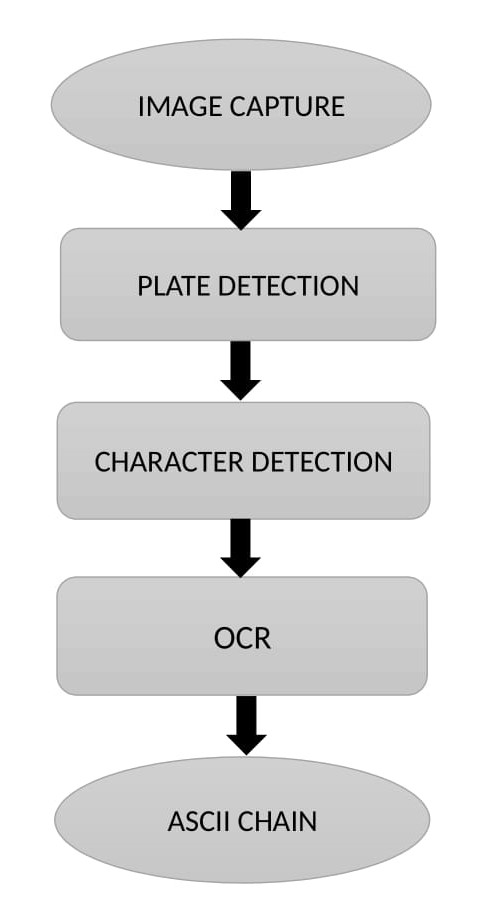 IMAGE CAPTURE
PLATE DETECTION
CHARACTER DETECTION
OCR
ASCII CHAIN